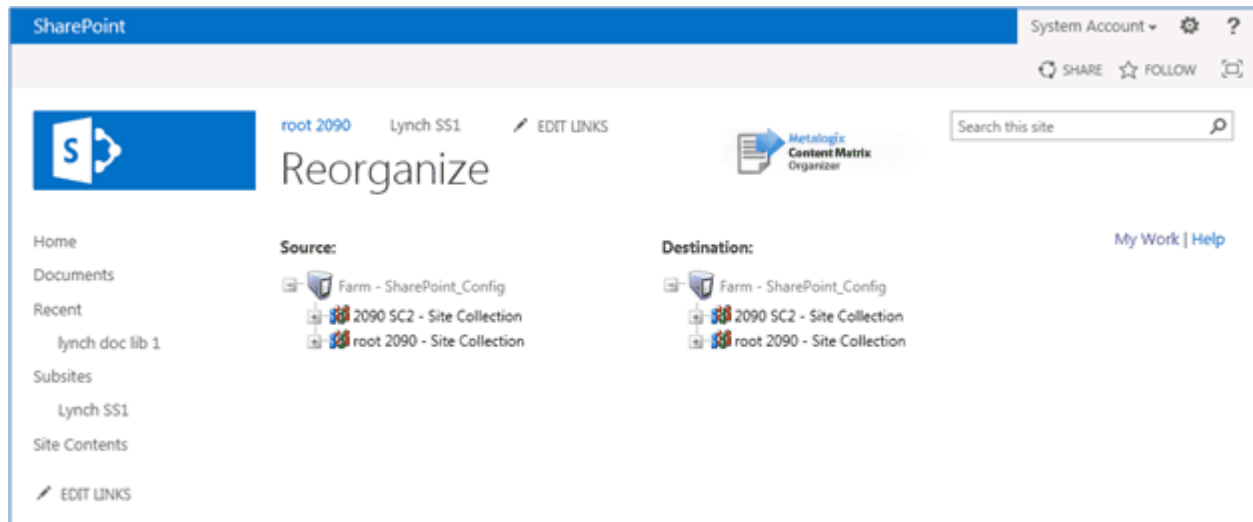 SharePoint
System Account ?
SHARE FOLLOW
S
root 2090 Lynch SS1 EDIT LINKS
Reorganize
Metalogix
Content Matrix
Organizer
Search this site
Home
Documents
Recent
lynch doc lib 1
Subsites
Lynch SS1
Site Contents
EDIT LINKS
Source:
Farm - SharePoint_Config
2090 SC2 - Site Collection
root 2090 - Site Collection
Destination:
Farm - SharePoint_Config
2090 SC2 - Site Collection
root 2090 - Site Collection
My Work | Help